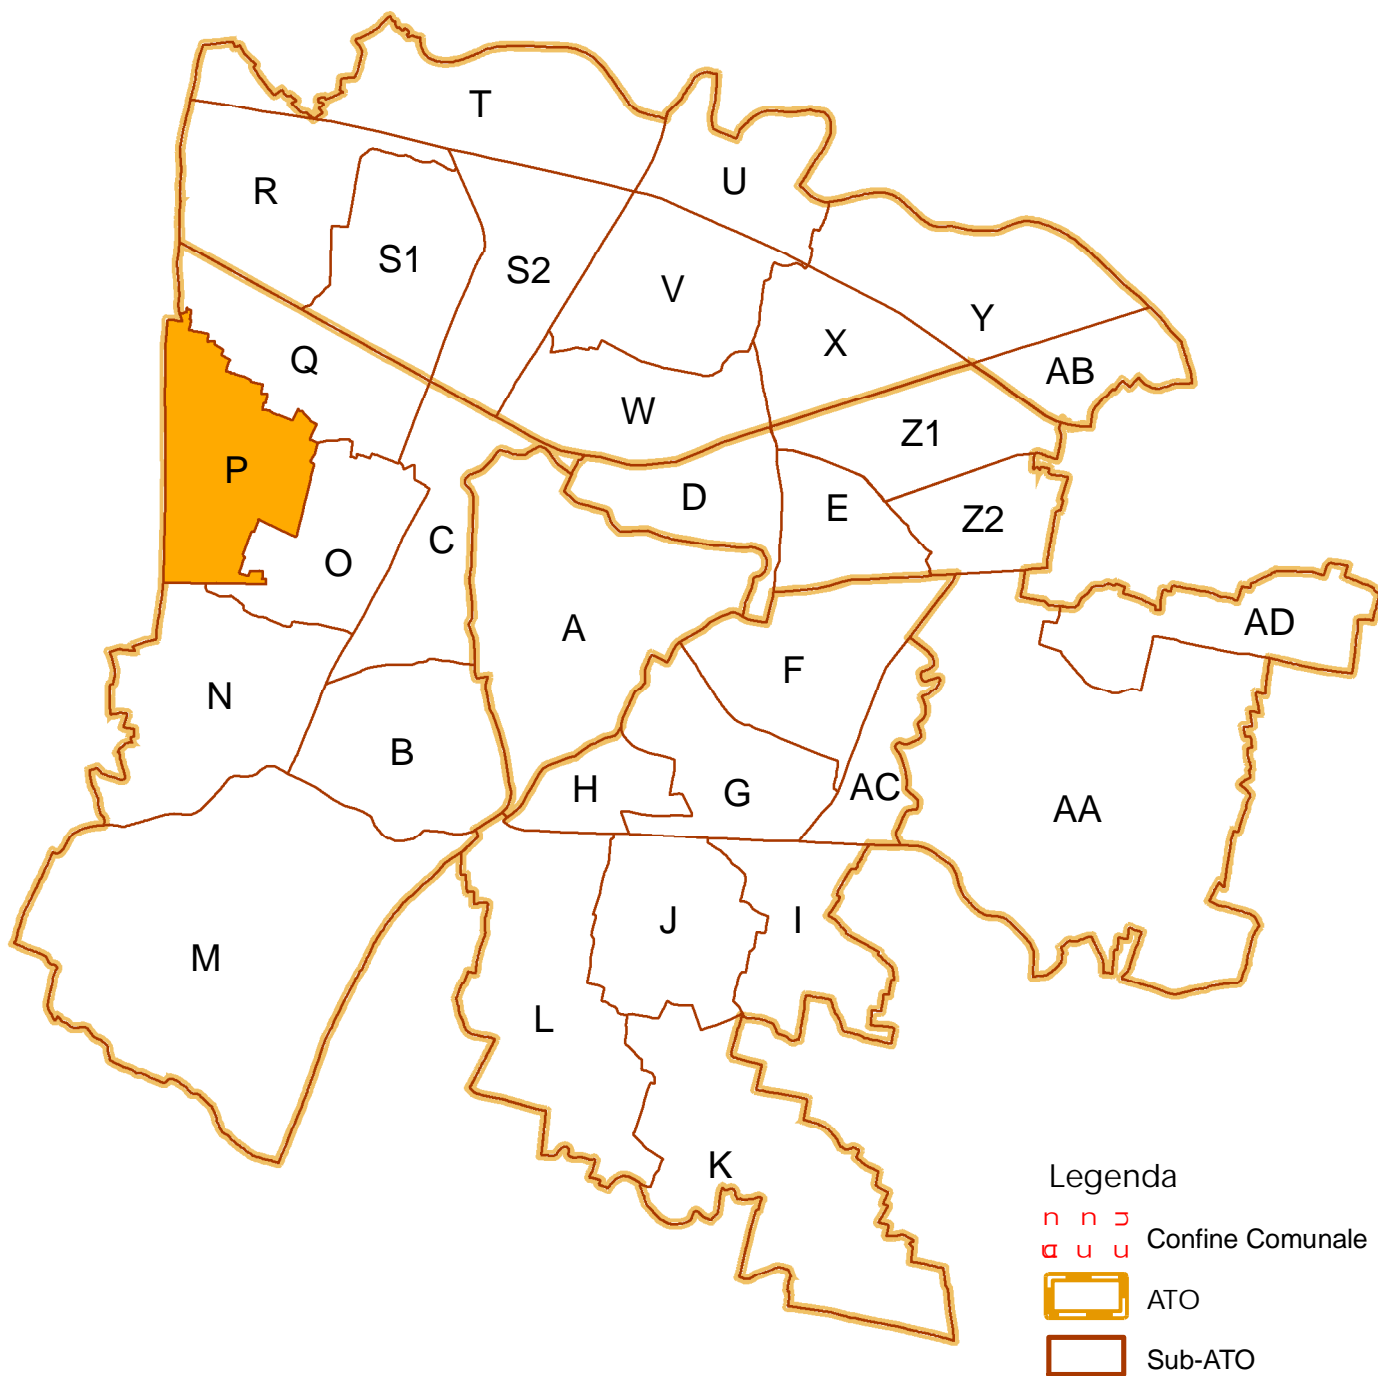 T
R
U
S1
S2
V
Y
X
Q
AB
W
Z1
P
D
E
Z2
C
O
A
AD
F
N
B
H
G
AC
AA
J
I
M
L
K
Legenda
n n n
u u u
Confine Comunale
ATO
Sub-ATO